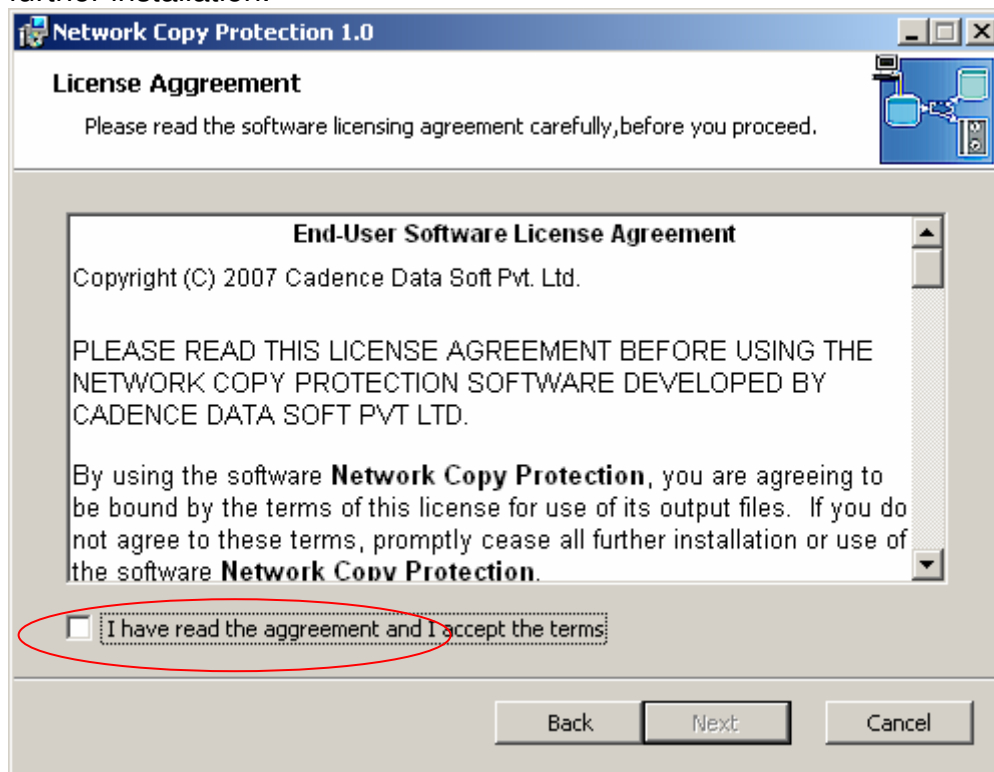 further installation.
Network Copy Protection 1.0
License Aggreement
Please read the software licensing agreement carefully,before you proceed.
End-User Software License Agreement
Copyright (C) 2007 Cadence Data Soft Pvt. Ltd.
PLEASE READ THIS LICENSE AGREEMENT BEFORE USING THE
NETWORK COPY PROTECTION SOFTWARE DEVELOPED BY
CADENCE DATA SOFT PVT LTD.
By using the software Network Copy Protection, you are agreeing to
be bound by the terms of this license for use of its output files.  If you do
not agree to these terms, promptly cease all further installation or use of
the software Network Copy Protection.
I have read the aggreement and I accept the terms
Back Next Cancel